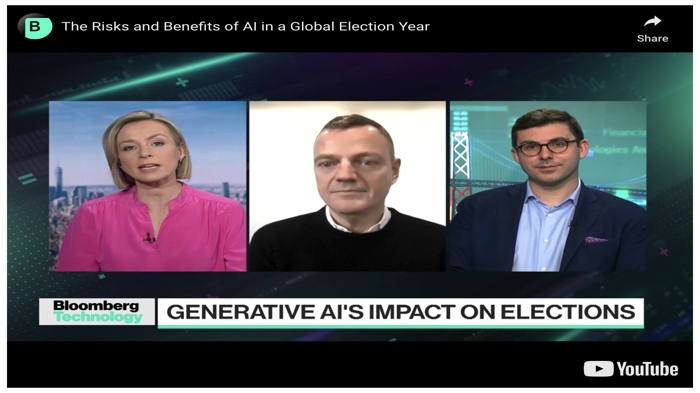 B
The Risks and Benefits of AI in a Global Election Year
Share
Financia
ologies A
Bloomberg
Technology
GENERATIVE AI'S IMPACT ON ELECTIONS
YouTube